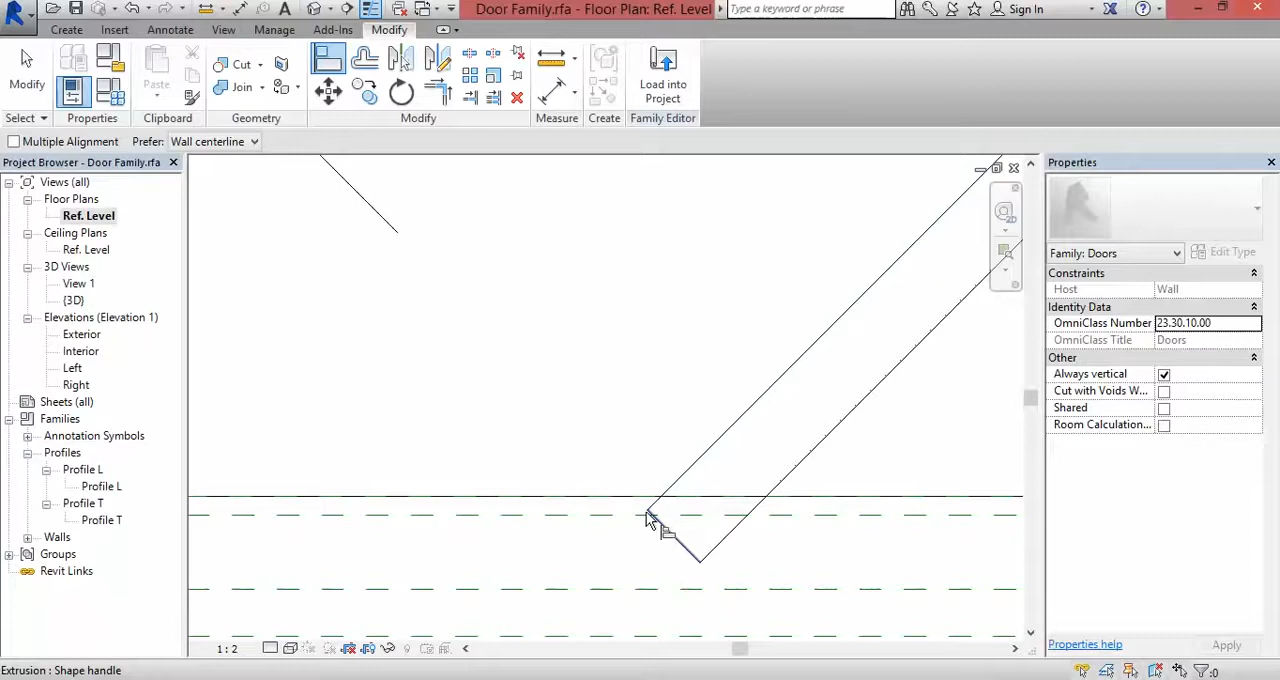 Door Family.rfa - Floor Plan: Ref. Level
Type a keyword or phrase
Sign In
Create
Insert
Annotate
View
Manage
Add-Ins
Modify
Modify
Paste
Cut
Join
Load into
Project
Select
Properties
Clipboard
Geometry
Modify
Measure
Create
Family Editor
Multiple Alignment
Prefer:
Wall centerline
Project Browser - Door Family.rfa
Views (all)
Floor Plans
Ref. Level
Ceiling Plans
Ref. Level
3D Views
View 1
{3D}
Elevations (Elevation 1)
Exterior
Interior
Left
Right
Sheets (all)
Families
Annotation Symbols
Profiles
Profile L
Profile L
Profile T
Profile T
Walls
Groups
Revit Links
2D
Properties
Family: Doors
Edit Type
Constraints
Host Wall
Identity Data
OmniClass Number 23.30.10.00
OmniClass Title Doors
Other
Always vertical
Cut with Voids W...
Shared
Room Calculation...
Properties help
Apply
1 : 2
Extrusion : Shape handle
:0